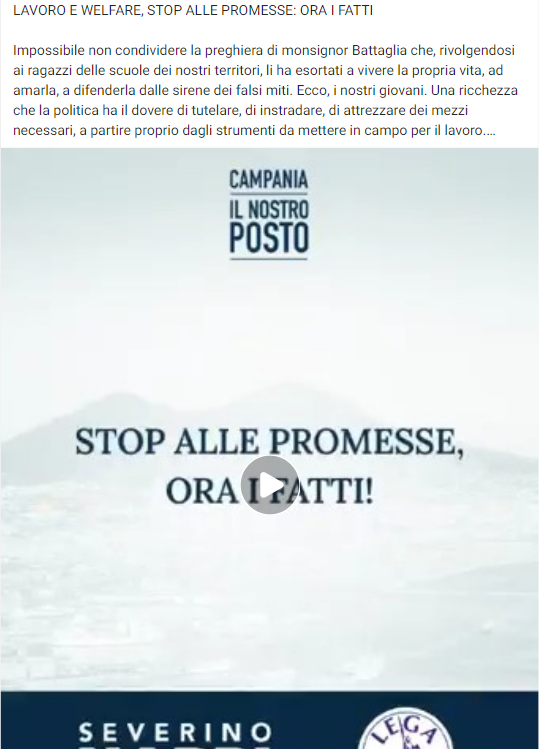 LAVORO E WELFARE, STOP ALLE PROMESSE: ORA I FATTI
Impossibile non condividere la preghiera di monsignor Battaglia che, rivolgendosi
ai ragazzi delle scuole dei nostri territori, li ha esortati a vivere la propria vita, ad
amarla, a difenderla dalle sirene dei falsi miti. Ecco, i nostri giovani. Una ricchezza
che la politica ha il dovere di tutelare, di instradare, di attrezzare dei mezzi
necessari, a partire proprio dagli strumenti da mettere in campo per il lavoro....
CAMPANIA
IL NOSTRO
POSTO
STOP ALLE PROMESSE,
ORA I FATTI!
SEVERINO
LEGA